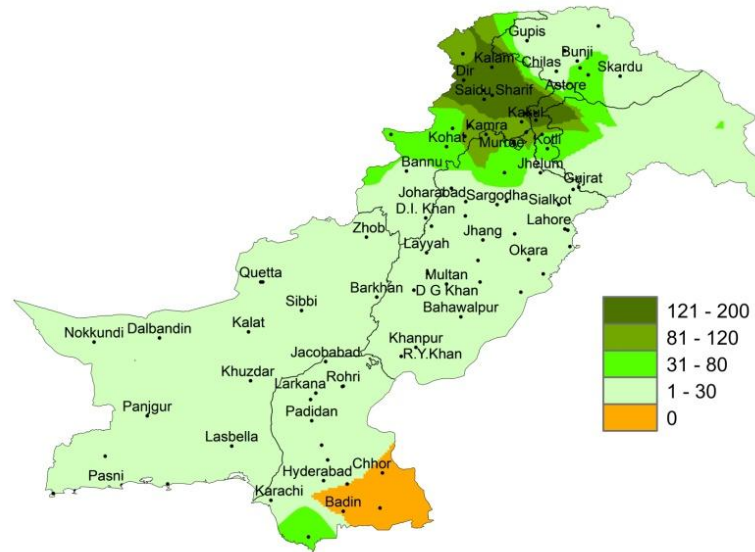 Gupis
Bunji
Kalam
Chilas
Skardu
Dir
Astore
Saidu Sharif
Kakul
Kamra
Kohat
Murree
Kotli
Bannu
Jhelum
Gujrat
Joharabad
Sargodha
Sialkot
D.I. Khan
Zhob
Lahore
Jhang
Layyah
Okara
Quetta
Multan
Barkhan
D G Khan
Sibbi
Bahawalpur
Nokkundi
Dalbandin
Kalat
Khanpur
Jacobabad
R.Y.Khan
Khuzdar
Rohri
Larkana
Panjgur
Padidan
Lasbella
Pasni
Hyderabad
Chhor
Karachi
Badin
121 - 200
81 - 120
31 - 80
1 - 30
0